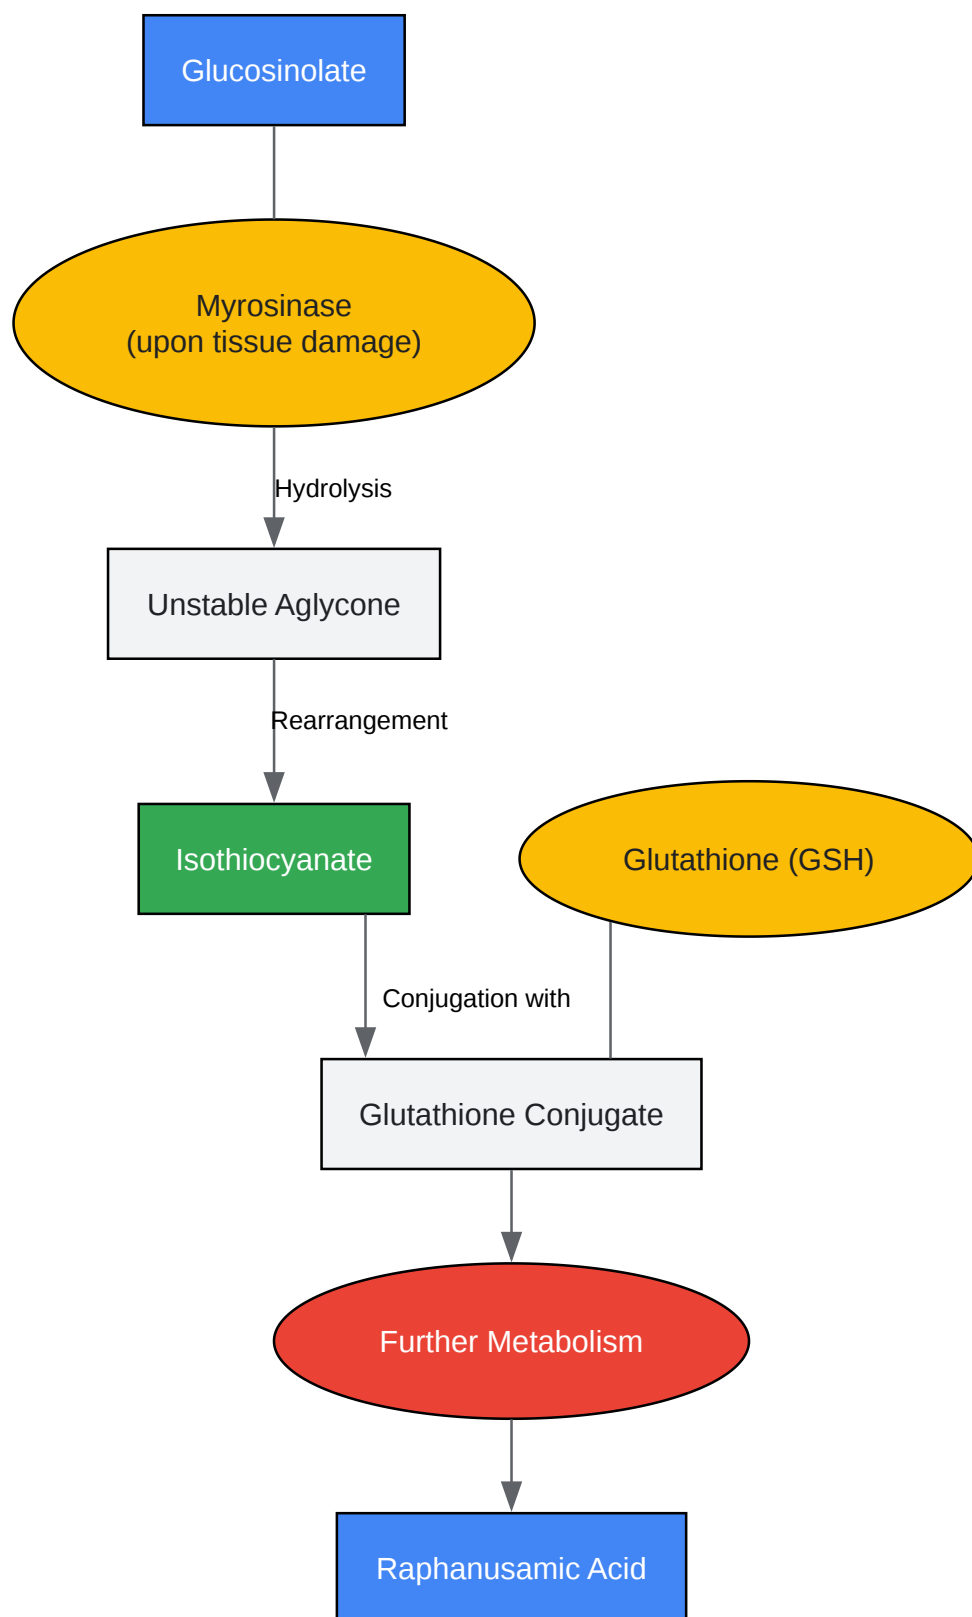 Glucosinolate
Myrosinase
(upon tissue damage)
Hydrolysis
Unstable Aglycone
Rearrangement
Isothiocyanate
Glutathione (GSH)
Conjugation with
Glutathione Conjugate
Further Metabolism
Raphanusamic Acid